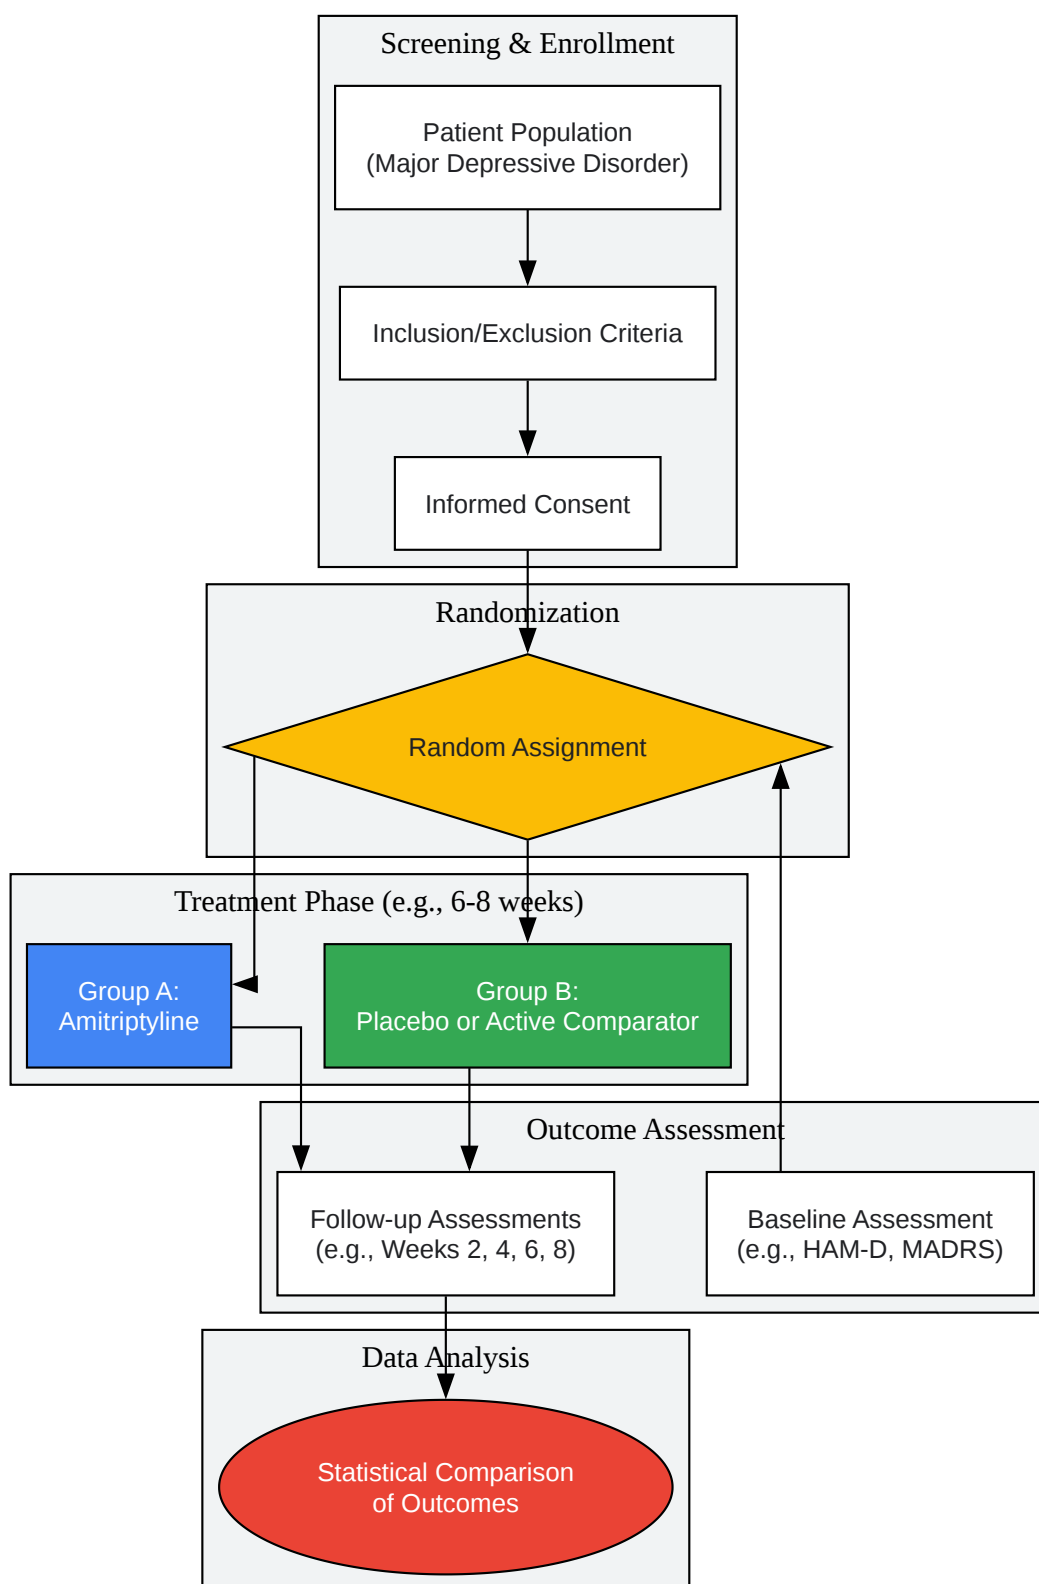 Screening & Enrollment
Patient Population
(Major Depressive Disorder)
Inclusion/Exclusion Criteria
Informed Consent
Randomization
Random Assignment
Treatment Phase (e.g., 6-8 weeks)
Group A:
Amitriptyline
Group B:
Placebo or Active Comparator
Outcome Assessment
Follow-up Assessments
(e.g., Weeks 2, 4, 6, 8)
Baseline Assessment
(e.g., HAM-D, MADRS)
Data Analysis
Statistical Comparison
of Outcomes